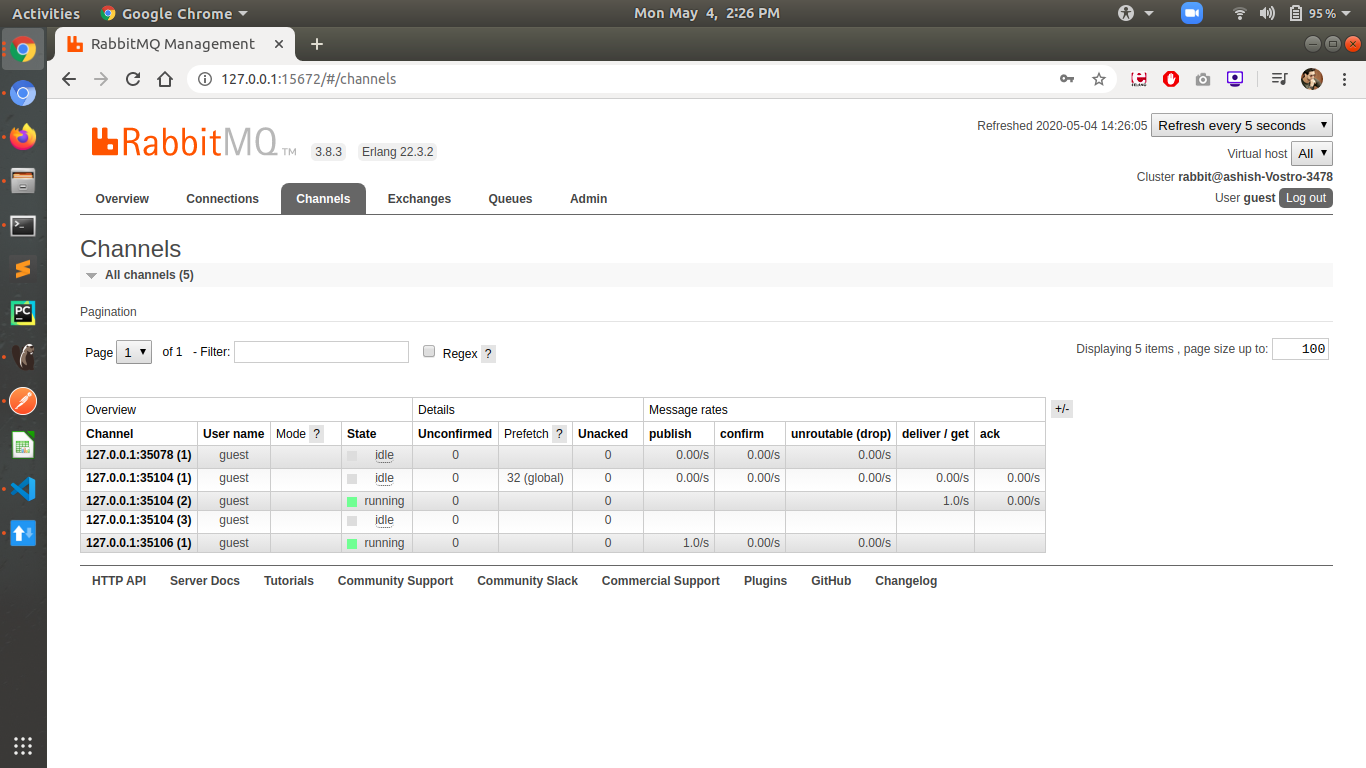 Activities Google Chrome Mon May 4, 2:26 PM 95%
RabbitMQ Management
127.0.0.1:15672/#/channels
RabbitMQ TM 3.8.3 Erlang 22.3.2
Refreshed 2020-05-04 14:26:05 Refresh every 5 seconds
Virtual host All
Cluster rabbit@ashish-Vostro-3478
User guest Log out
Overview Connections Channels Exchanges Queues Admin
Channels
All channels (5)
Pagination
Page 1 of 1 - Filter: Regex ? Displaying 5 items , page size up to: 100
Overview Details Message rates +/-
Channel User name Mode ? State Unconfirmed Prefetch ? Unacked publish confirm unroutable (drop) deliver / get ack
127.0.0.1:35078 (1) guest idle 0 0 0.00/s 0.00/s 0.00/s
127.0.0.1:35104 (1) guest idle 0 32 (global) 0 0.00/s 0.00/s 0.00/s 0.00/s 0.00/s
127.0.0.1:35104 (2) guest running 0 0 1.0/s 0.00/s
127.0.0.1:35104 (3) guest idle 0 0
127.0.0.1:35106 (1) guest running 0 0 1.0/s 0.00/s 0.00/s
HTTP API Server Docs Tutorials Community Support Community Slack Commercial Support Plugins GitHub Changelog
PC